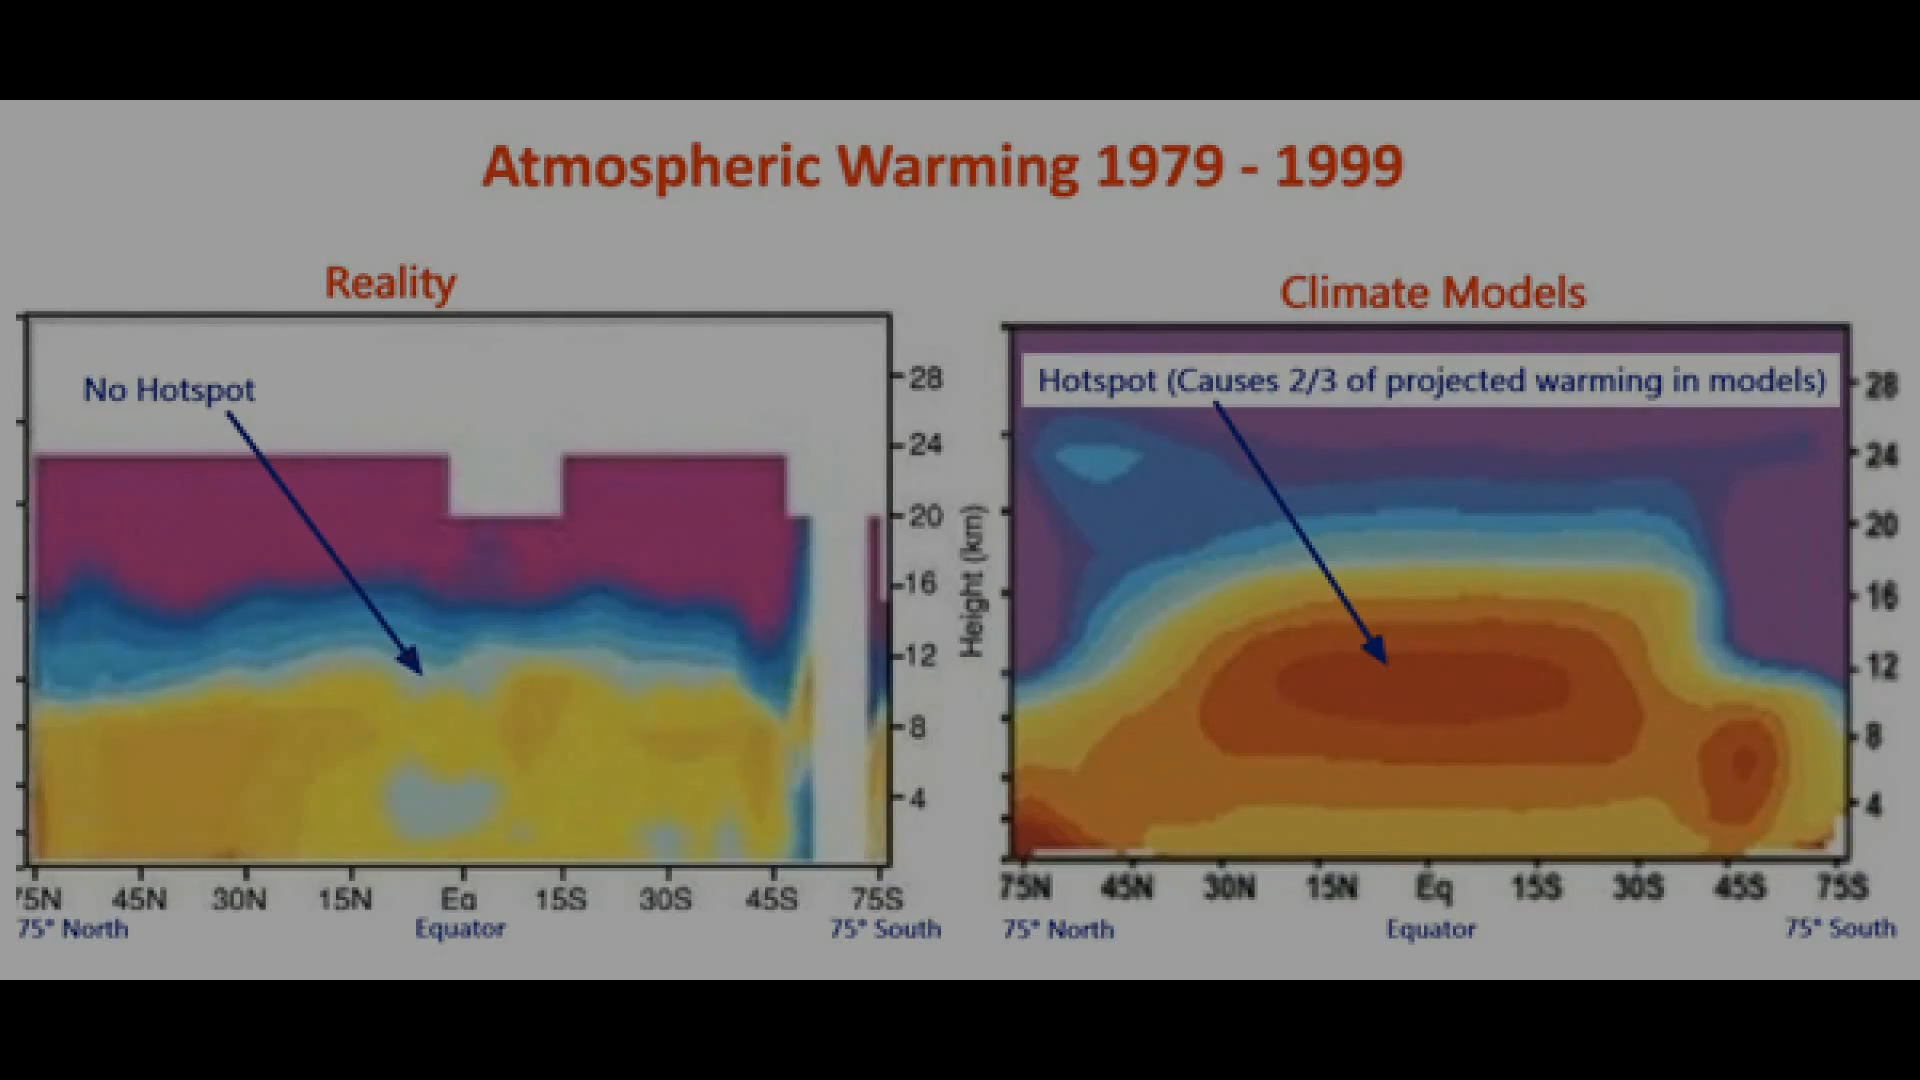 Atmospheric Warming 1979 - 1999
Reality
No Hotspot
28
24
20
16
12
8
4
Height (km)
75N 45N 30N 15N Eq 15S 30S 45S 75S
75° North Equator 75° South
Climate Models
Hotspot (Causes 2/3 of projected warming in models)
28
24
20
16
12
8
4
75N 45N 30N 15N Eq 15S 30S 45S 75S
75° North Equator 75° South